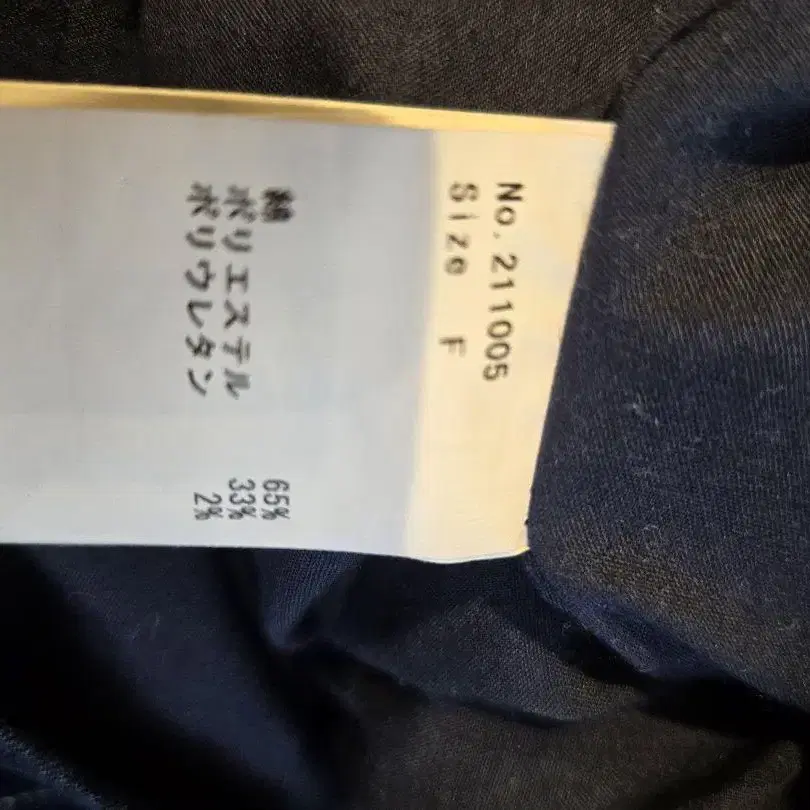 No. 211005
Size F
綿 65%
ポリエステル 33%
ポリウレタン 2%